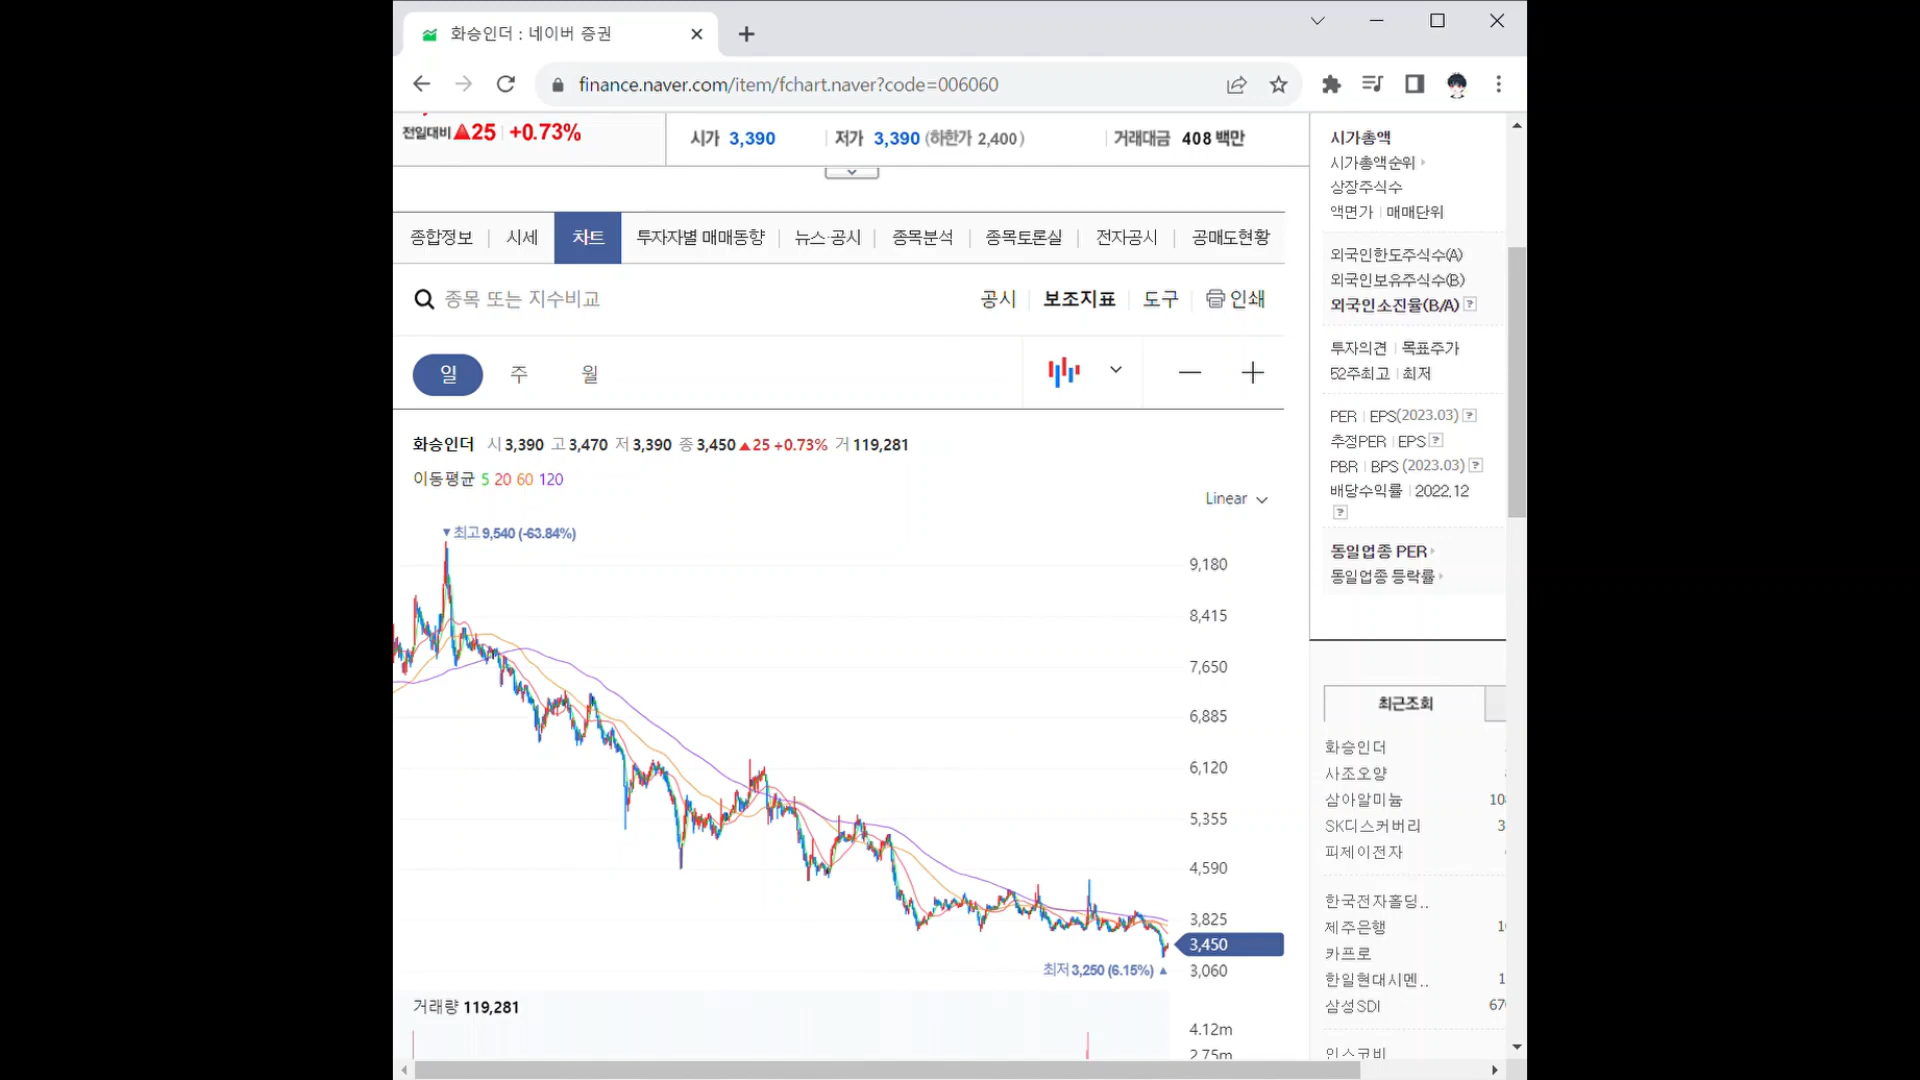 화승인더 : 네이버 증권
finance.naver.com/item/fchart.naver?code=006060
전일대비 ▲25 +0.73%
시가 3,390 저가 3,390 (하한가 2,400) 거래대금 408 백만
종합정보 시세 차트 투자자별 매매동향 뉴스·공시 종목분석 종목토론실 전자공시 공매도현황
종목 또는 지수비교
공시 보조지표 도구 인쇄
일 주 월
화승인더 시 3,390 고 3,470 저 3,390 종 3,450 ▲25 +0.73% 거 119,281
이동평균 5 20 60 120
Linear
▼최고 9,540 (-63.84%)
9,180
8,415
7,650
6,885
6,120
5,355
4,590
3,825
3,450
최저 3,250 (6.15%) ▲
3,060
거래량 119,281
4.12m
2.75m
시가총액
시가총액순위
상장주식수
액면가 매매단위
외국인한도주식수(A)
외국인보유주식수(B)
외국인소진율(B/A) ?
투자의견 목표주가
52주최고 최저
PER EPS(2023.03) ?
추정PER EPS ?
PBR BPS (2023.03) ?
배당수익률 2022.12
?
동일업종 PER
동일업종 등락률
최근조회
화승인더
사조오양
삼아알미늄 10
SK디스커버리 3
피제이전자
한국전자홀딩..
제주은행 1
카프로
한일현대시멘.. 1
삼성SDI 67
인스코비